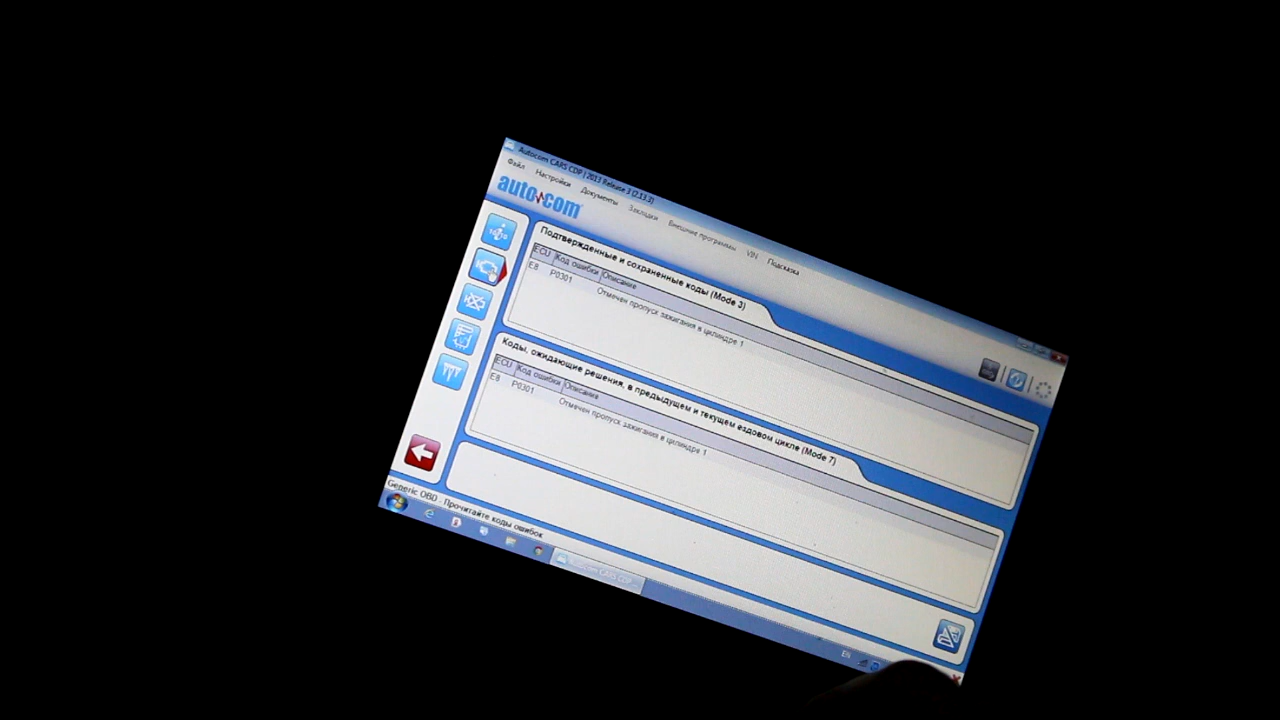 Autocom CARS CDP | 2013 Release 3 (2.13.3)
Файл Настройки Документы Закладки Внешние программы VIN Подсказка
autocom
Подтвержденные и сохраненные коды (Mode 3)
ECU Код ошибки Описание
E8 P0301 Отмечен пропуск зажигания в цилиндре 1
Коды, ожидающие решения, в предыдущем и текущем ездовом цикле (Mode 7)
ECU Код ошибки Описание
E8 P0301 Отмечен пропуск зажигания в цилиндре 1
Generic OBD - Прочитайте коды ошибок
Autocom CARS CDP...
EN